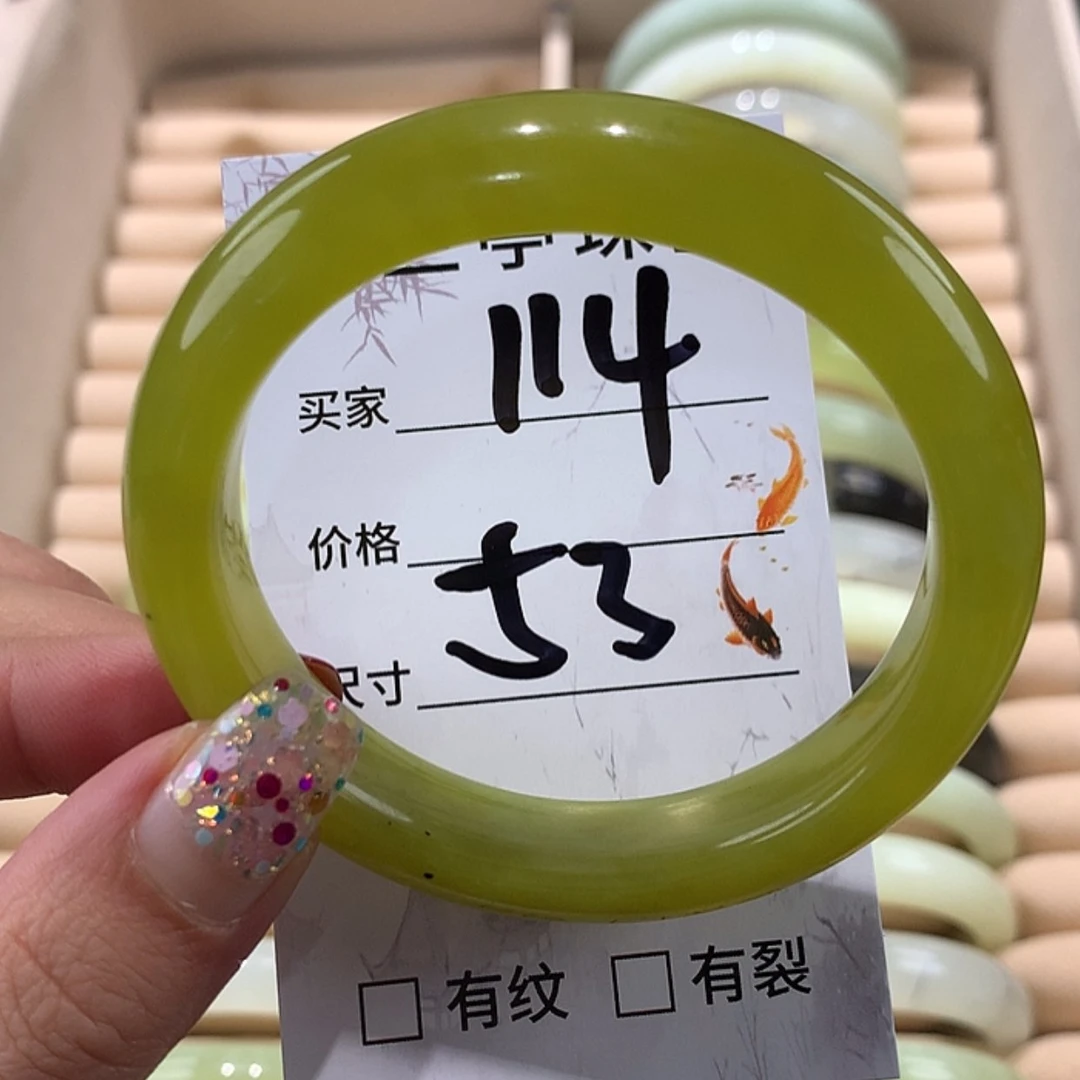 买家 114
价格
尺寸 53
□ 有纹 □ 有裂